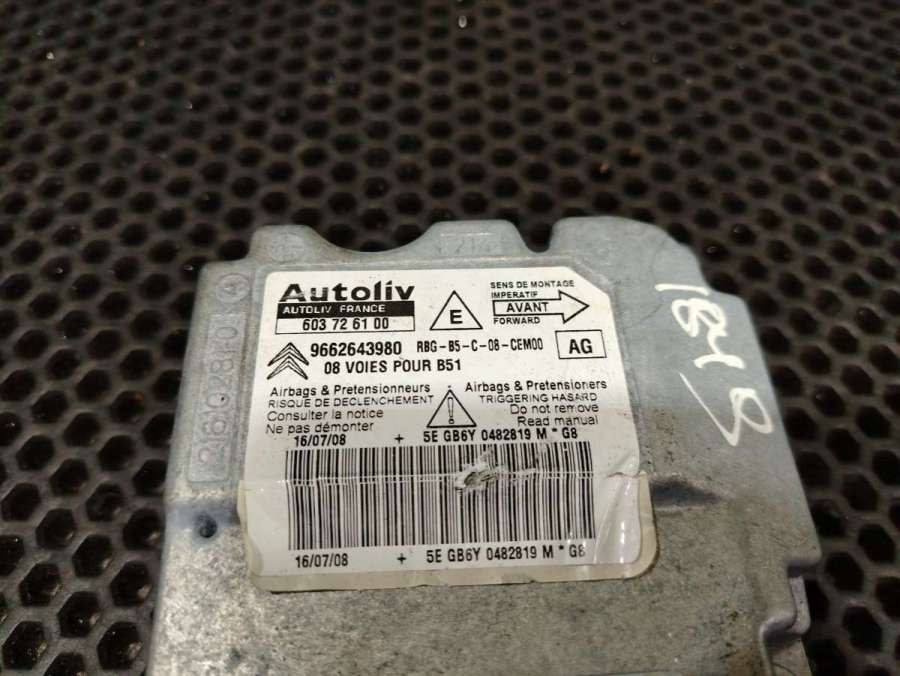 Autoliv
AUTOLIV FRANCE
603 72 61 00
E
SENS DE MONTAGE
IMPERATIF
AVANT
FORWARD
9662643980 RBG-B5-C-08-CEM00 AG
08 VOIES POUR B51
Airbags & Pretensionneurs
RISQUE DE DECLENCHEMENT
Consulter la notice
Ne pas démonter
Airbags & Pretensioners
TRIGGERING HASARD
Do not remove
Read manual
16/07/08 + 5E GB6Y 0482819 M * G8
16/07/08 + 5E GB6Y 0482819 M * G8